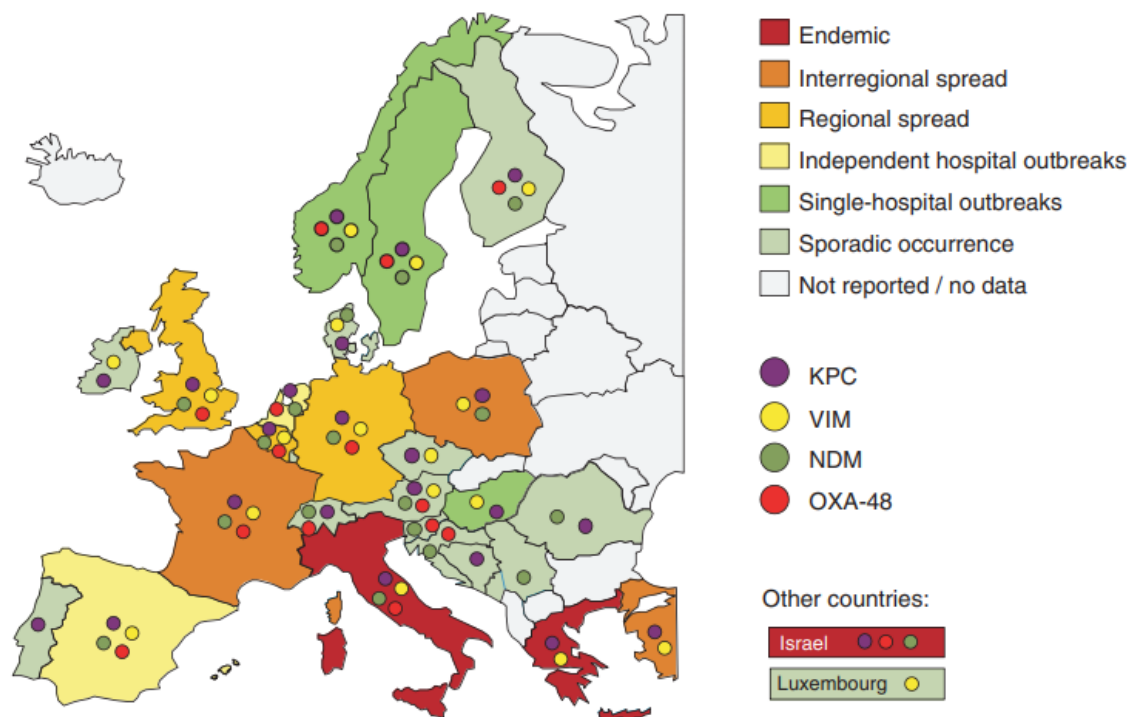 Endemic
Interregional spread
Regional spread
Independent hospital outbreaks
Single-hospital outbreaks
Sporadic occurrence
Not reported / no data
KPC
VIM
NDM
OXA-48
Other countries:
Israel
Luxembourg